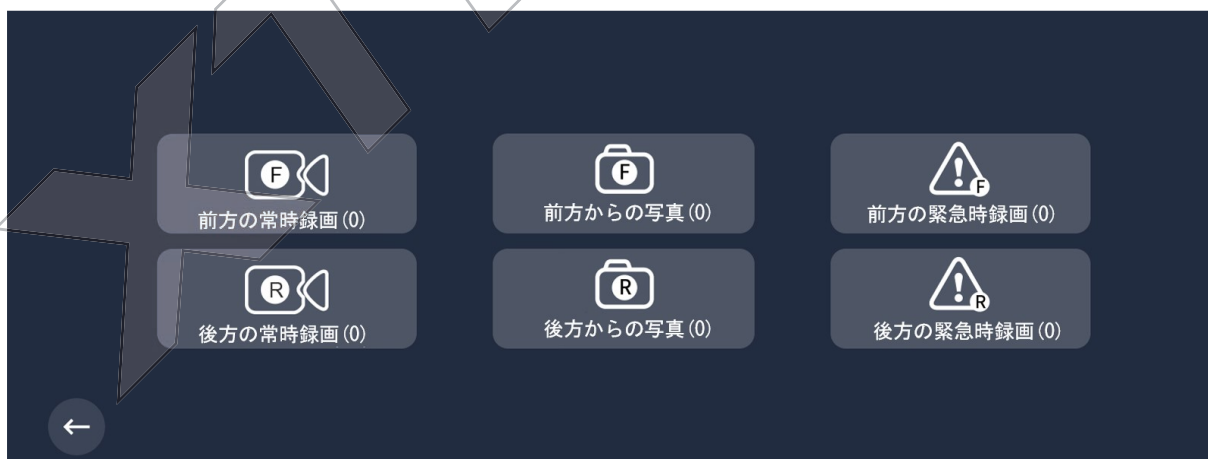 F
前方の常時録画(0)
F
前方からの写真(0)
F
前方の緊急時録画(0)
R
後方の常時録画(0)
R
後方からの写真(0)
R
後方の緊急時録画(0)